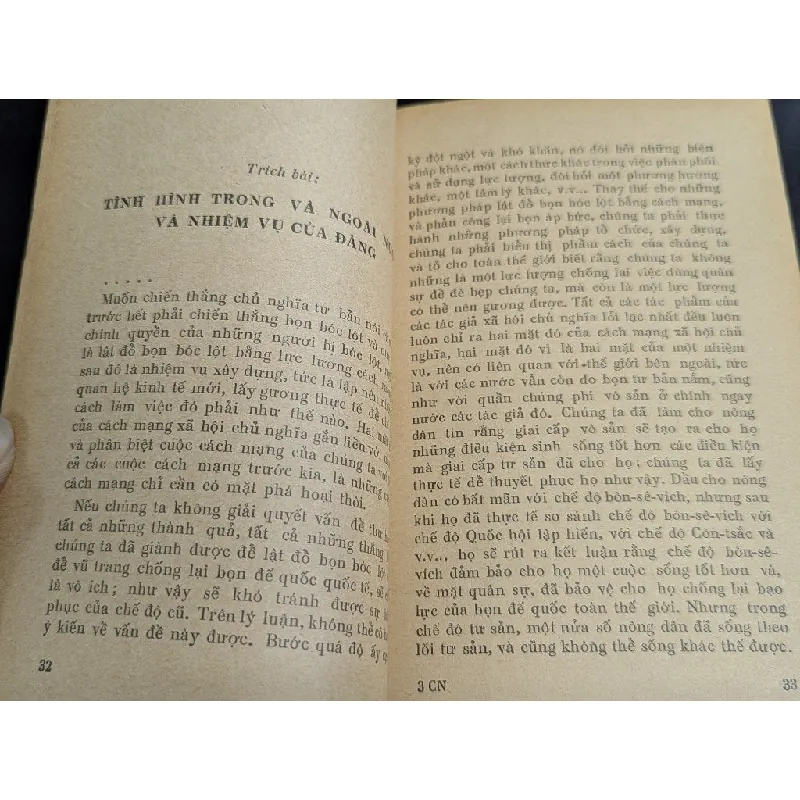 Trích bài:
TÌNH HÌNH TRONG VÀ NGOÀI
VÀ NHIỆM VỤ CỦA ĐẢNG
. . . . .
Muốn chiến thắng chủ nghĩa tư bản nói
trước hết phải chiến thắng bọn bóc lột và
chính quyền của những người bị bóc lột,
là lật đổ bọn bóc lột bằng lực lượng cách
sau đó là nhiệm vụ xây dựng, tức là lập nên
quan hệ kinh tế mới, lấy gương thực tế để
cách làm việc đó phải như thế nào. Hai
của cách mạng xã hội chủ nghĩa gắn liền với
và phân biệt cuộc cách mạng của chúng ta với
cả các cuộc cách mạng trước kia, là những
cách mạng chỉ cần có mặt phá hoại thôi.
Nếu chúng ta không giải quyết vấn đề
tất cả những thành quả, tất cả những thắng
chúng ta đã giành được để lật đổ bọn bóc
để vũ trang chống lại bọn đế quốc quốc tế, sẽ
là vô ích; như vậy sẽ khó tránh được sự
phục của chế độ cũ. Trên lý luận, không thể có
ý kiến về vấn đề này được. Bước quá độ ấy
32
kỳ đột ngột và khó khăn, nó đòi hỏi những biện
pháp khác, một cách thức khác trong việc phân phối
và sử dụng lực lượng, đòi hỏi một phương hướng
khác, một tâm lý khác, v.v... Thay thế cho những
phương pháp lật đổ bọn bóc lột bằng cách mạng,
và phản công lại bọn áp bức, chúng ta phải thực
hành những phương pháp tổ chức, xây dựng,
chúng ta phải biểu thị phẩm cách của chúng ta
và tỏ cho toàn thế giới biết rằng chúng ta không
những là một lực lượng chống lại việc dùng quân
sự để đè bẹp chúng ta, mà còn là một lực lượng
có thể nêu gương được. Tất cả các tác phẩm của
các tác giả xã hội chủ nghĩa lỗi lạc nhất đều luôn
luôn chỉ ra hai mặt đó của cách mạng xã hội chủ
nghĩa, hai mặt đó vì là hai mặt của một nhiệm
vụ, nên có liên quan với thế giới bên ngoài, tức
là với các nước vẫn còn do bọn tư bản nắm, cũng
như với quần chúng phi vô sản ở chính ngay
nước các tác giả đó. Chúng ta đã làm cho nông
dân tin rằng giai cấp vô sản sẽ tạo ra cho họ
những điều kiện sinh sống tốt hơn các điều kiện
mà giai cấp tư sản đã cho họ; chúng ta đã lấy
thực tế để thuyết phục họ như vậy. Dầu cho nông
dân có bất mãn với chế độ bôn-sê-vích, nhưng sau
khi họ đã thực tế so sánh chế độ bôn-sê-vích với
chế độ Quốc hội lập hiến, với chế độ Côn-tsắc và
v.v..., họ sẽ rút ra kết luận rằng chế độ bôn-sê-
vích đảm bảo cho họ một cuộc sống tốt hơn và,
về mặt quân sự, đã bảo vệ cho họ chống lại bạo
lực của bọn đế quốc toàn thế giới. Nhưng trong
chế độ tư sản, một nửa số nông dân đã sống theo
lối tư sản, và cũng không thể sống khác thế được.
3 CN
33